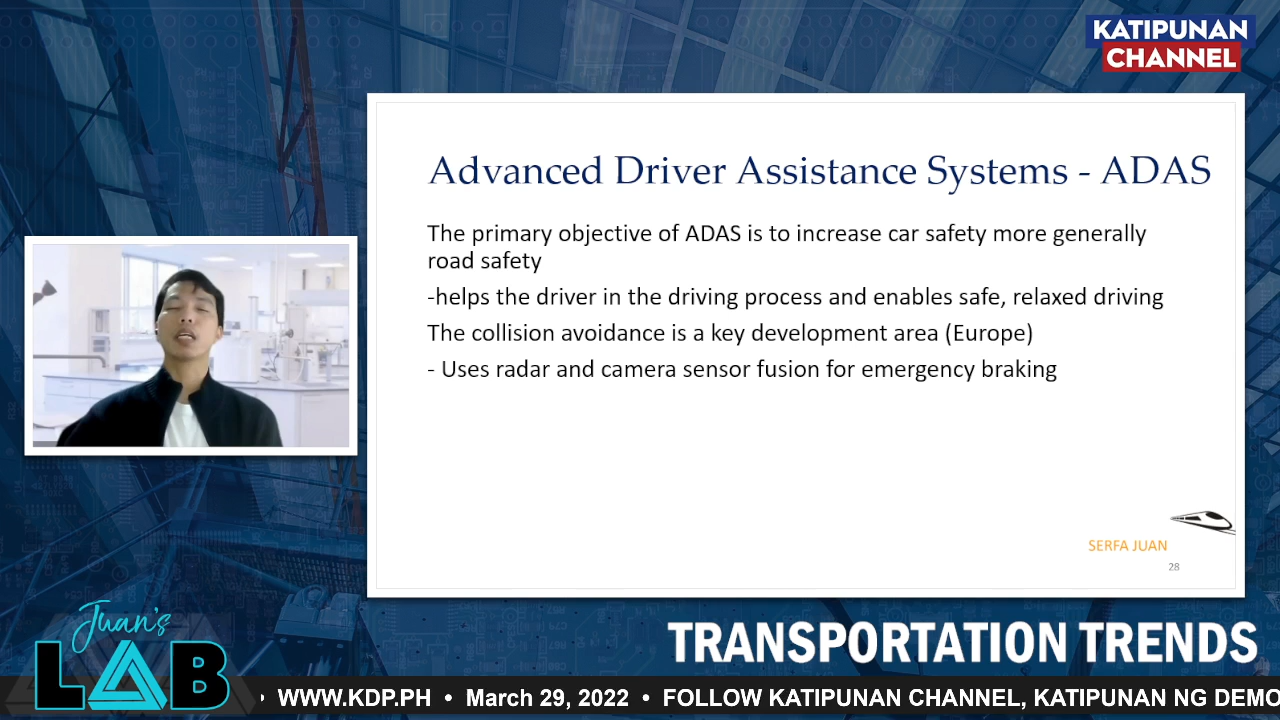 KATIPUNAN
CHANNEL
Advanced Driver Assistance Systems - ADAS
The primary objective of ADAS is to increase car safety more generally
road safety
-helps the driver in the driving process and enables safe, relaxed driving
The collision avoidance is a key development area (Europe)
- Uses radar and camera sensor fusion for emergency braking
SERFA JUAN
28
Juan's
LAB
TRANSPORTATION TRENDS
• WWW.KDP.PH • March 29, 2022 • FOLLOW KATIPUNAN CHANNEL, KATIPUNAN NG DEMO